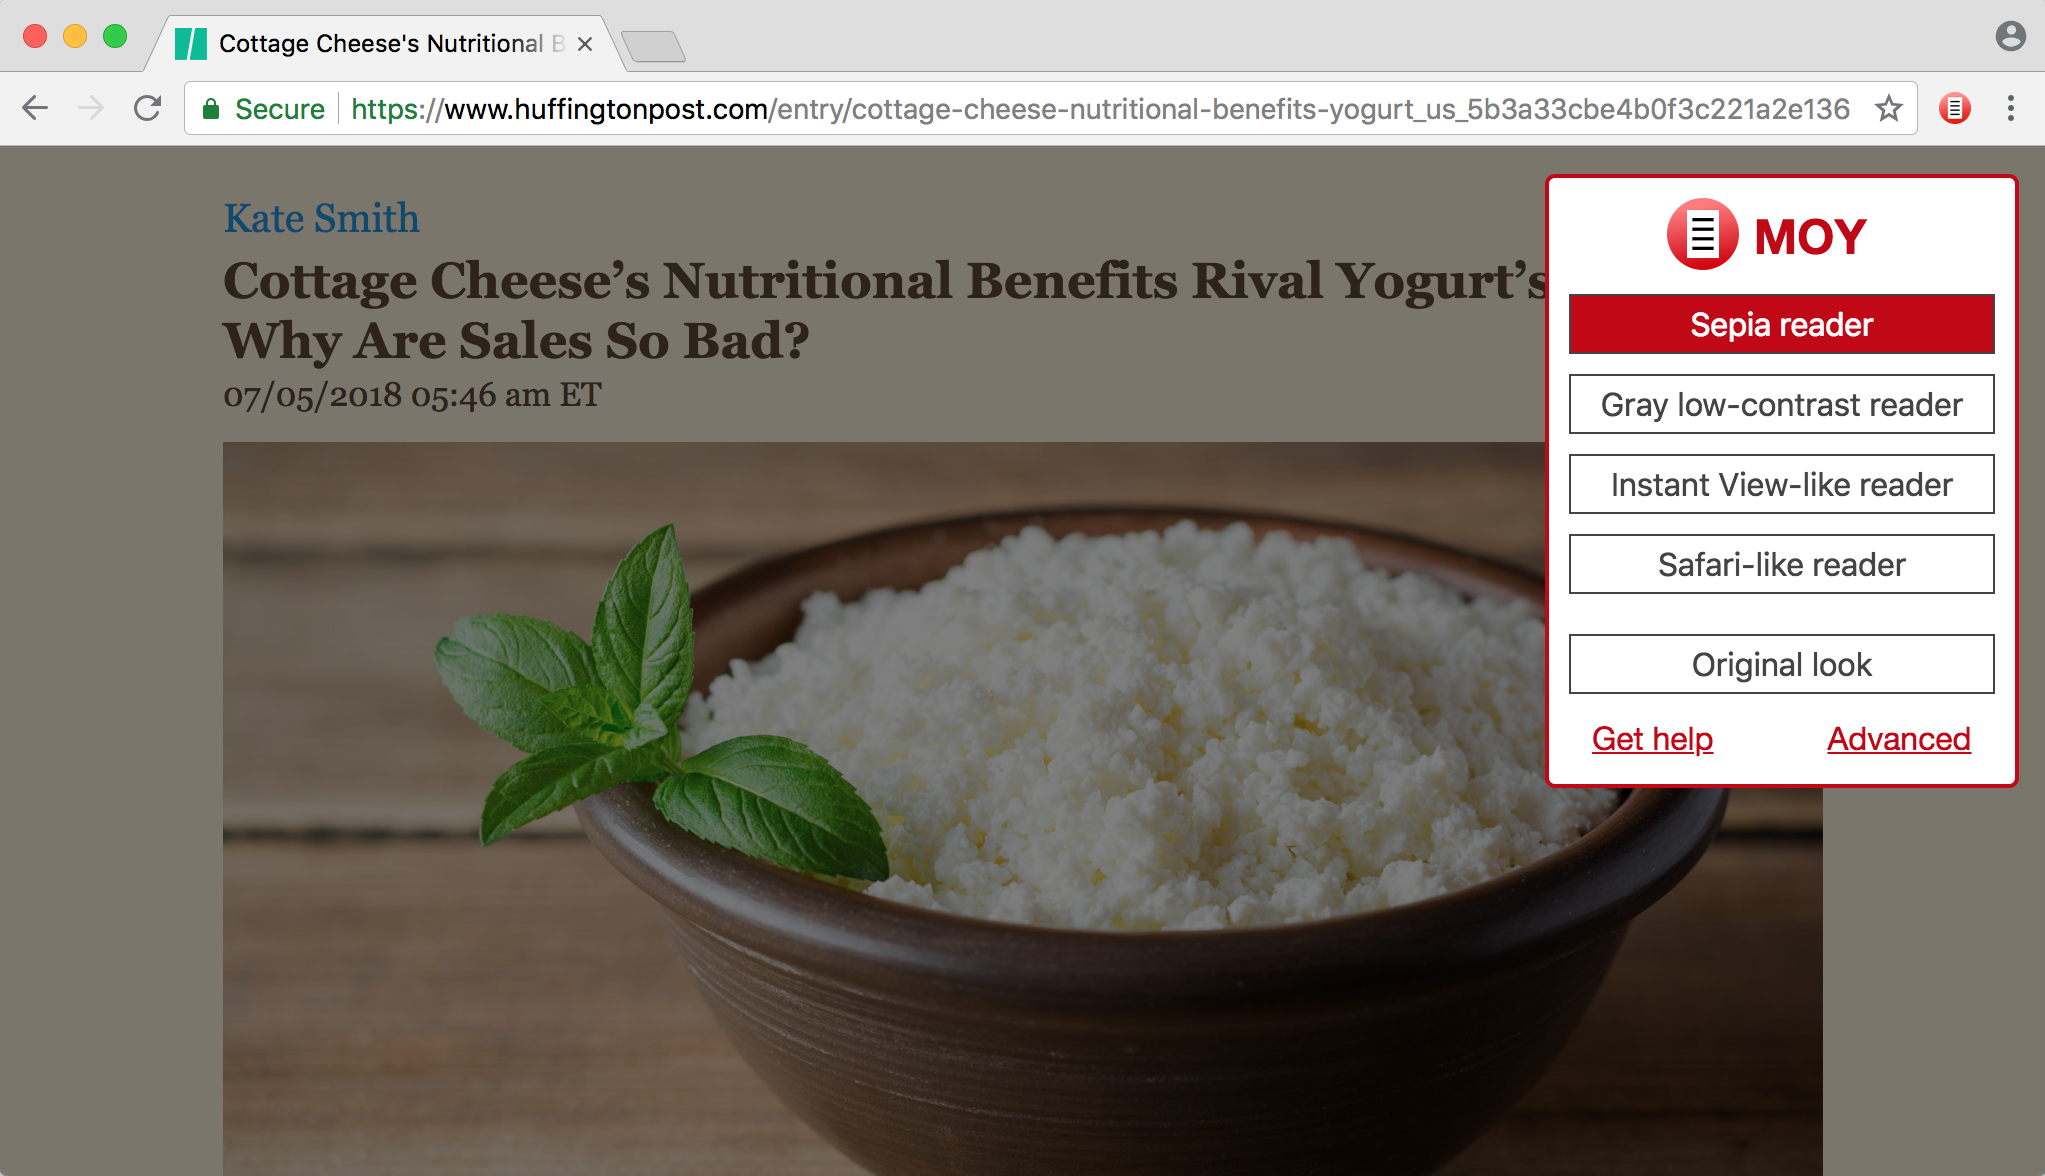 Cottage Cheese's Nutritional B
Secure
https://www.huffingtonpost.com/entry/cottage-cheese-nutritional-benefits-yogurt_us_5b3a33cbe4b0f3c221a2e136
Kate Smith
Cottage Cheese’s Nutritional Benefits Rival Yogurt’s
Why Are Sales So Bad?
07/05/2018 05:46 am ET
MOY
Sepia reader
Gray low-contrast reader
Instant View-like reader
Safari-like reader
Original look
Get help
Advanced